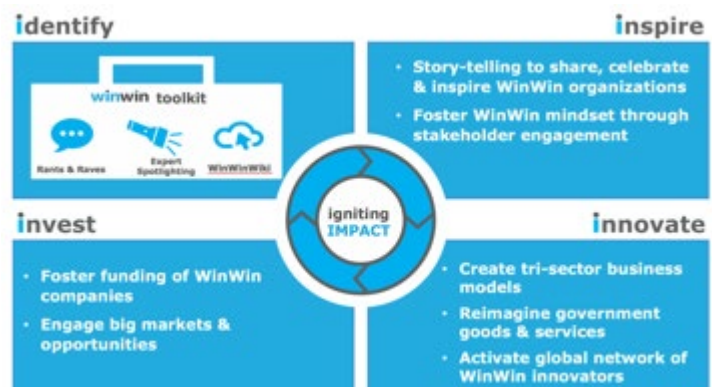 identify
winwin toolkit
Rants & Raves
Expert
Spotlighting
WinWinWiki
inspire
• Story-telling to share, celebrate
& inspire WinWin organizations
• Foster WinWin mindset through
stakeholder engagement
igniting
IMPACT
invest
• Foster funding of WinWin
companies
• Engage big markets &
opportunities
innovate
• Create tri-sector business
models
• Reimagine government
goods & services
• Activate global network of
WinWin innovators